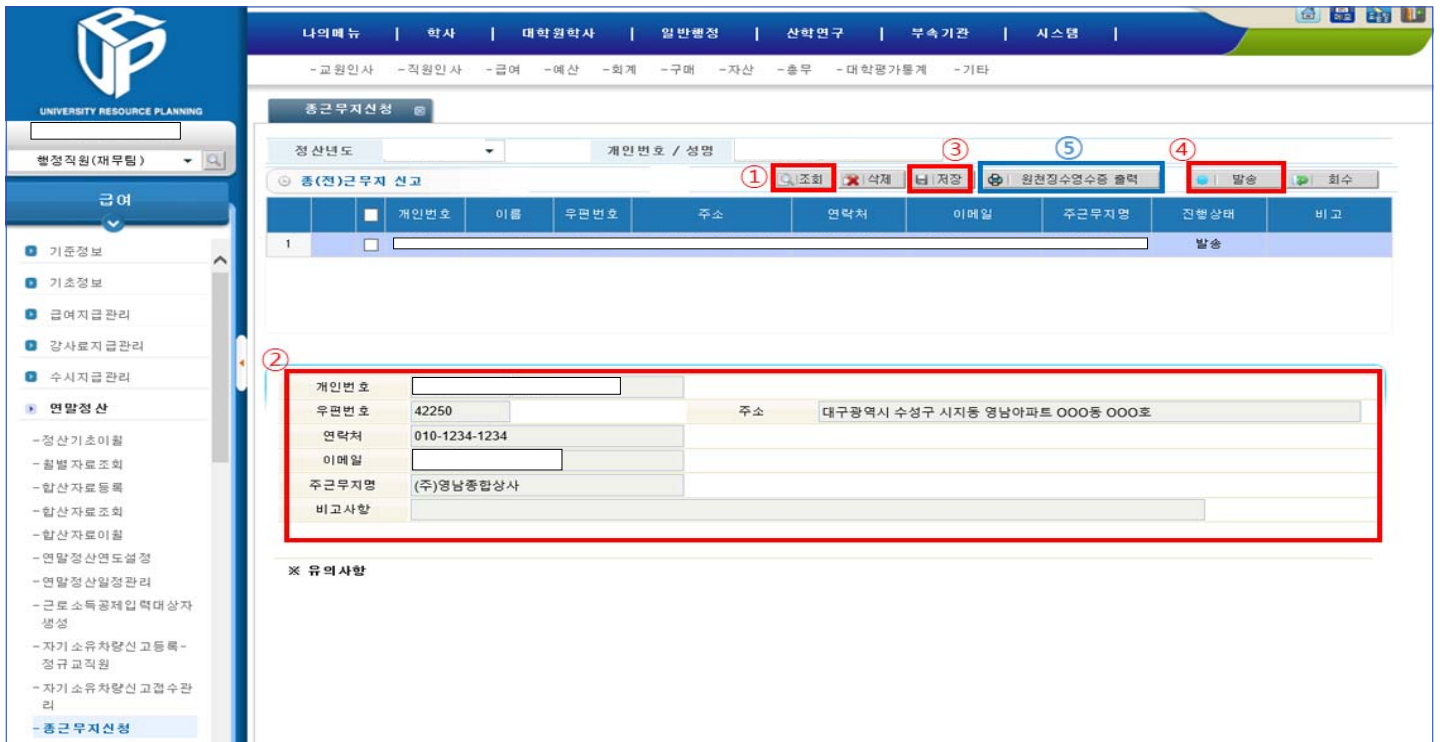 나의메뉴 | 학사 | 대학원학사 | 일반행정 | 산학연구 | 부속기관 | 시스템 |
-교원인사 -직원인사 -급여 -예산 -회계 -구매 -자산 -총무 -대학평가통계 -기타
UNIVERSITY RESOURCE PLANNING
행정직원(재무팀)
급여
기준정보
기초정보
급여지급관리
강사료지급관리
수시지급관리
연말정산
-정산기초이월
-월별자료조회
-합산자료등록
-합산자료조회
-합산자료이월
-연말정산연도설정
-연말정산일정관리
-근로소득공제입력대상자
생성
-자기소유차량신고등록-
정규교직원
-자기소유차량신고접수관
리
-종근무지신청
종근무지신청
정산년도 개인번호 / 성명
③ ⑤ ④
종(전)근무지 신고 ① 조회 삭제 저장 원천징수영수증 출력 발송 회수
개인번호 이름 우편번호 주소 연락처 이메일 주근무지명 진행상태 비고
1 발송
②
개인번호
우편번호 42250 주소 대구광역시 수성구 시지동 영남아파트 OOO동 OOO호
연락처 010-1234-1234
이메일
주근무지명 (주)영남종합상사
비고사항
※ 유의사항